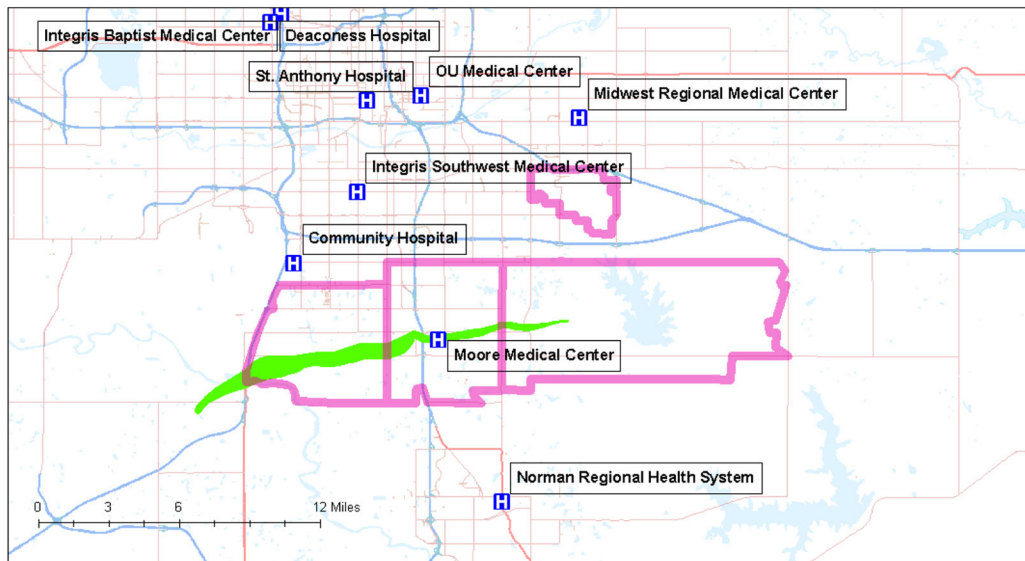 Integris Baptist Medical Center
Deaconess Hospital
St. Anthony Hospital
OU Medical Center
Midwest Regional Medical Center
Integris Southwest Medical Center
Community Hospital
Moore Medical Center
Norman Regional Health System
0 3 6 12 Miles
H
H
H
H
H
H
H
H
H